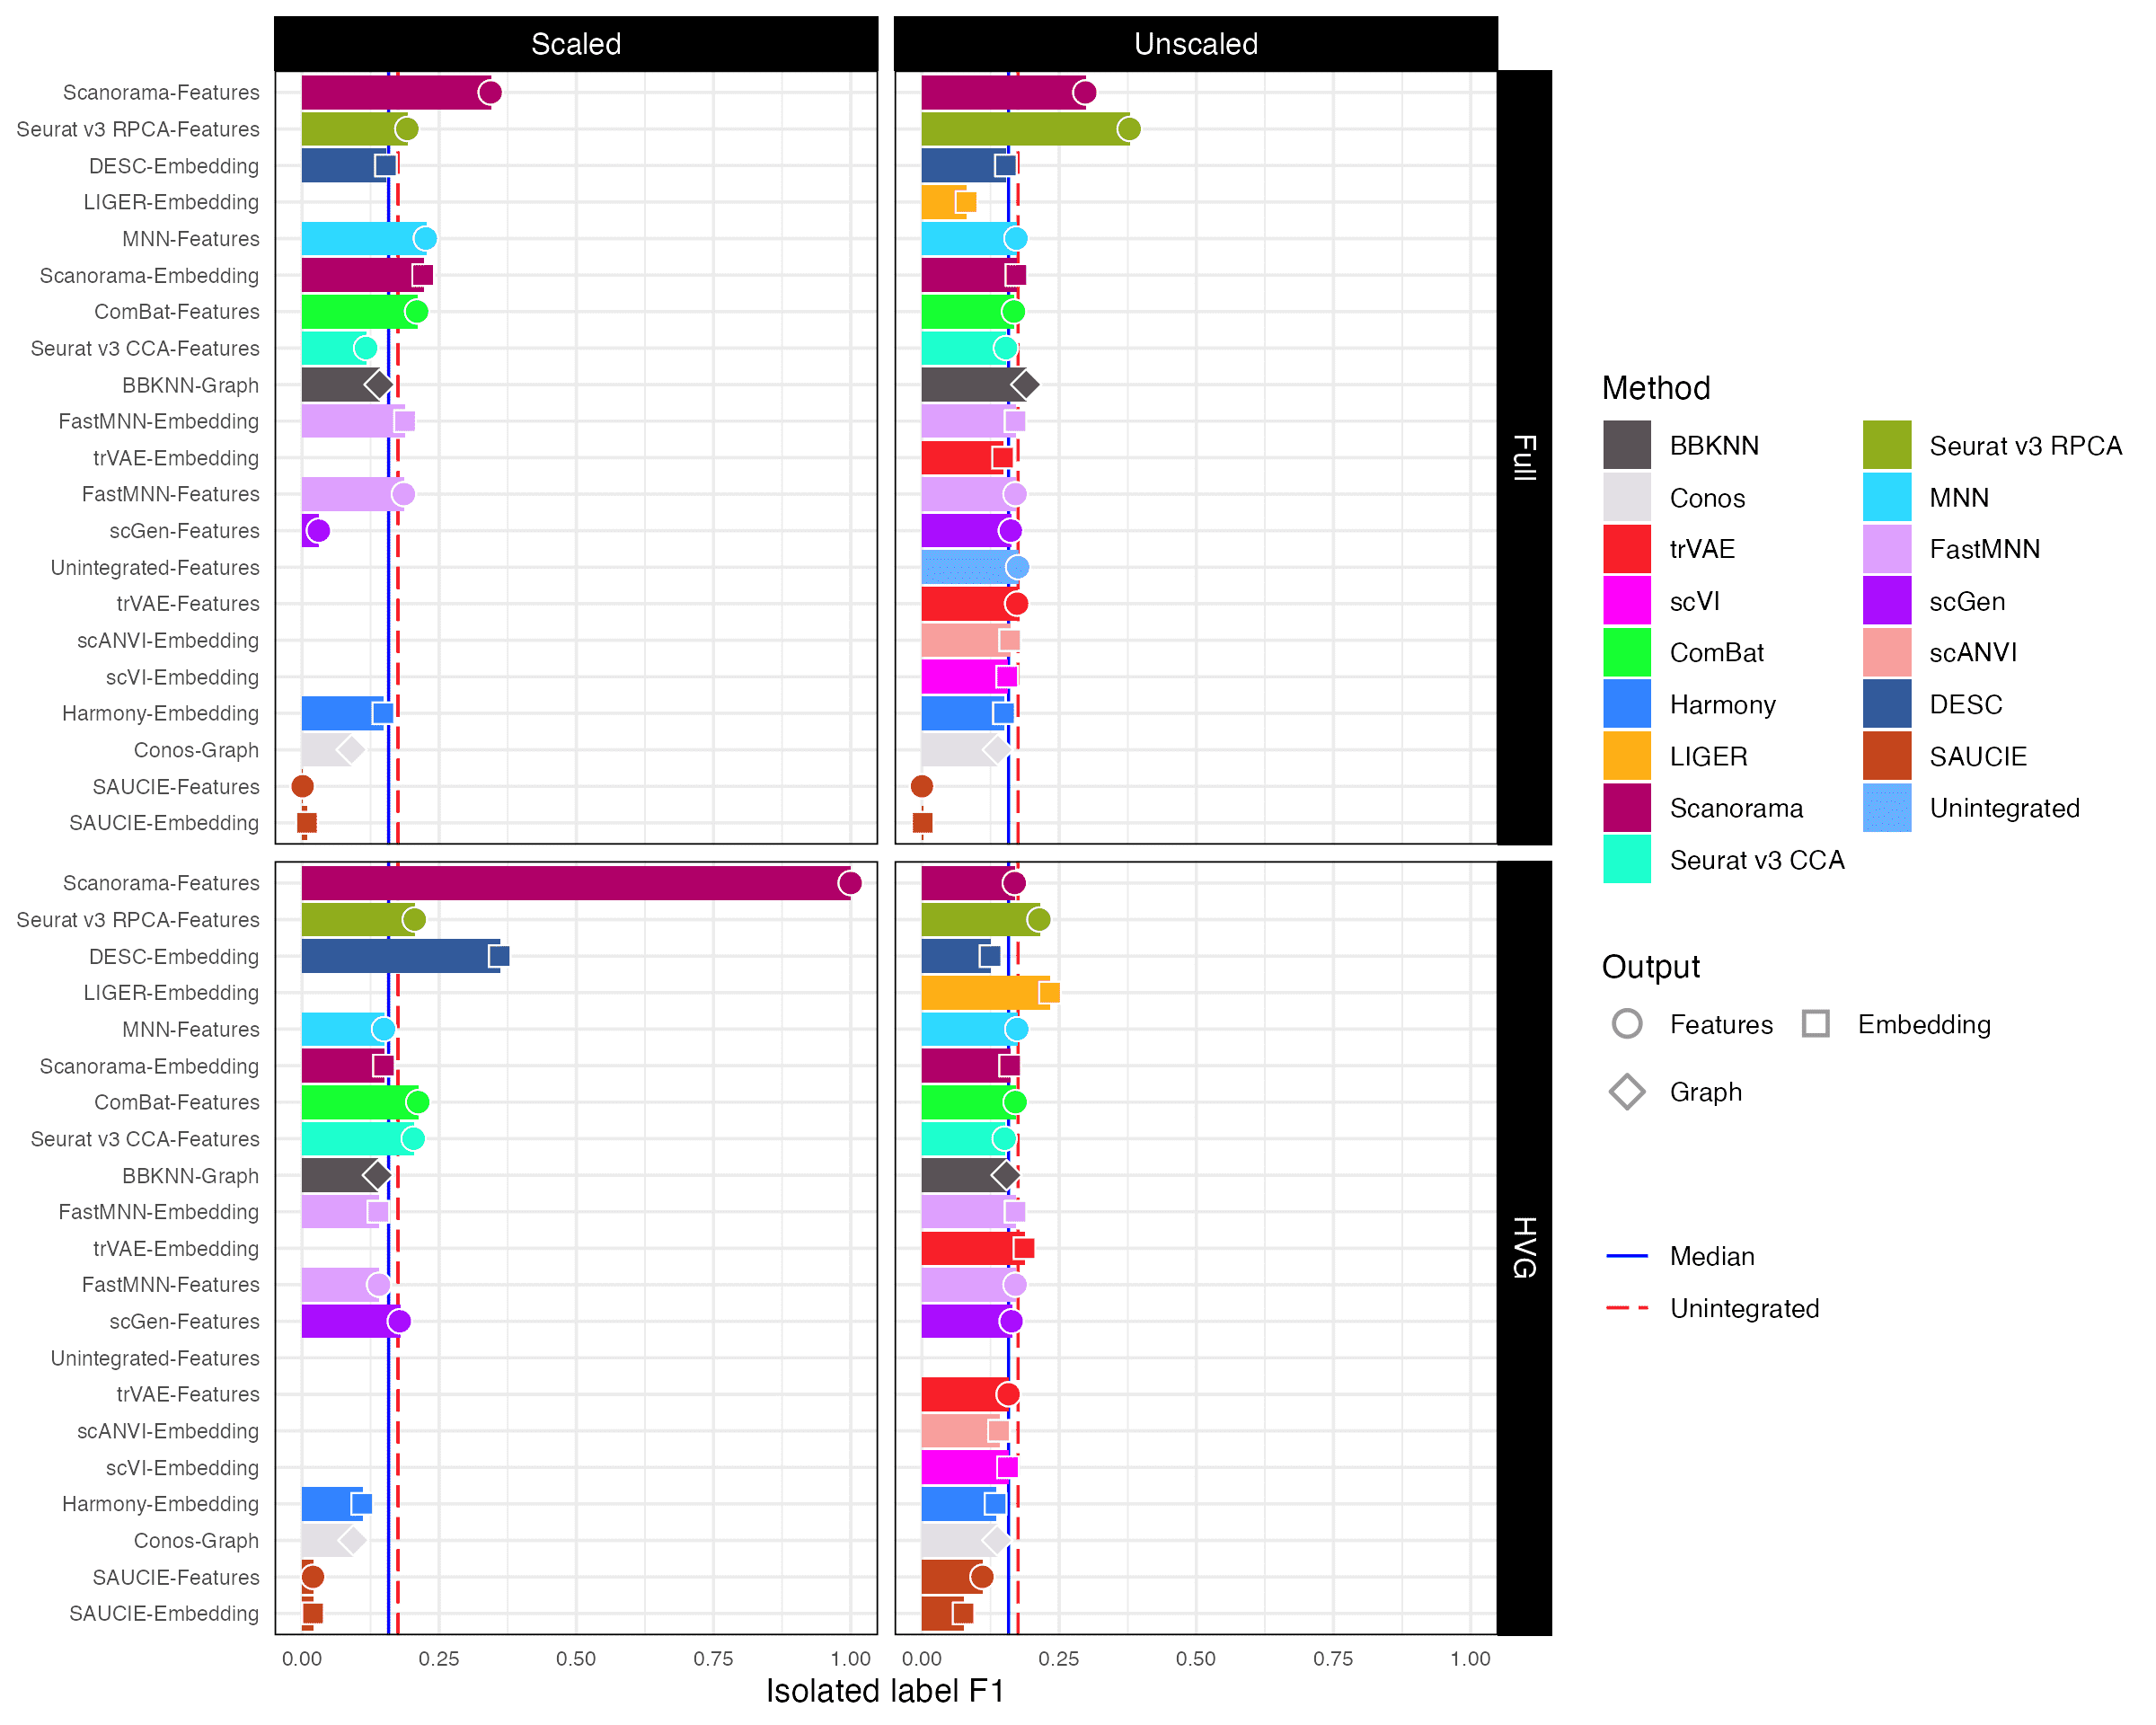 Scaled
Unscaled
Scanorama-Features
Seurat v3 RPCA-Features
DESC-Embedding
LIGER-Embedding
MNN-Features
Scanorama-Embedding
ComBat-Features
Seurat v3 CCA-Features
BBKNN-Graph
FastMNN-Embedding
trVAE-Embedding
FastMNN-Features
scGen-Features
Unintegrated-Features
trVAE-Features
scANVI-Embedding
scVI-Embedding
Harmony-Embedding
Conos-Graph
SAUCIE-Features
SAUCIE-Embedding
Full
Scanorama-Features
Seurat v3 RPCA-Features
DESC-Embedding
LIGER-Embedding
MNN-Features
Scanorama-Embedding
ComBat-Features
Seurat v3 CCA-Features
BBKNN-Graph
FastMNN-Embedding
trVAE-Embedding
FastMNN-Features
scGen-Features
Unintegrated-Features
trVAE-Features
scANVI-Embedding
scVI-Embedding
Harmony-Embedding
Conos-Graph
SAUCIE-Features
SAUCIE-Embedding
HVG
0.00 0.25 0.50 0.75 1.00 0.00 0.25 0.50 0.75 1.00
Isolated label F1
Method
BBKNN
Conos
trVAE
scVI
ComBat
Harmony
LIGER
Scanorama
Seurat v3 CCA
Seurat v3 RPCA
MNN
FastMNN
scGen
scANVI
DESC
SAUCIE
Unintegrated
Output
Features
Embedding
Graph
Median
Unintegrated